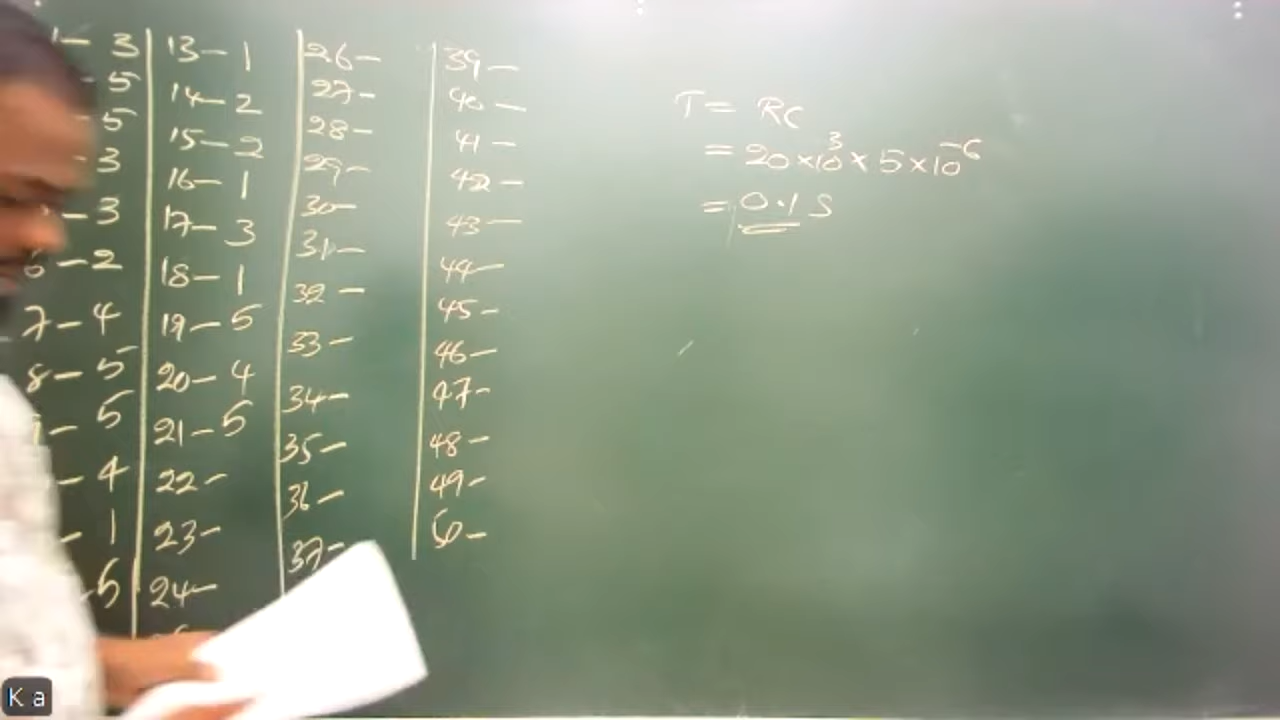 1- 3
- 5
- 5
- 3
- 3
6 - 2
7 - 4
8 - 5
- 5
- 4
- 1
- 5
13 - 1
14 - 2
15 - 2
16 - 1
17 - 3
18 - 1
19 - 5
20 - 4
21 - 5
22 -
23 -
24 -
26 -
27 -
28 -
29 -
30 -
31 -
32 -
33 -
34 -
35 -
36 -
37 -
39 -
40 -
41 -
42 -
43 -
44 -
45 -
46 -
47 -
48 -
49 -
50 -
T = RC
= 20 × 10³ × 5 × 10⁻⁶
= 0.1 S
K a